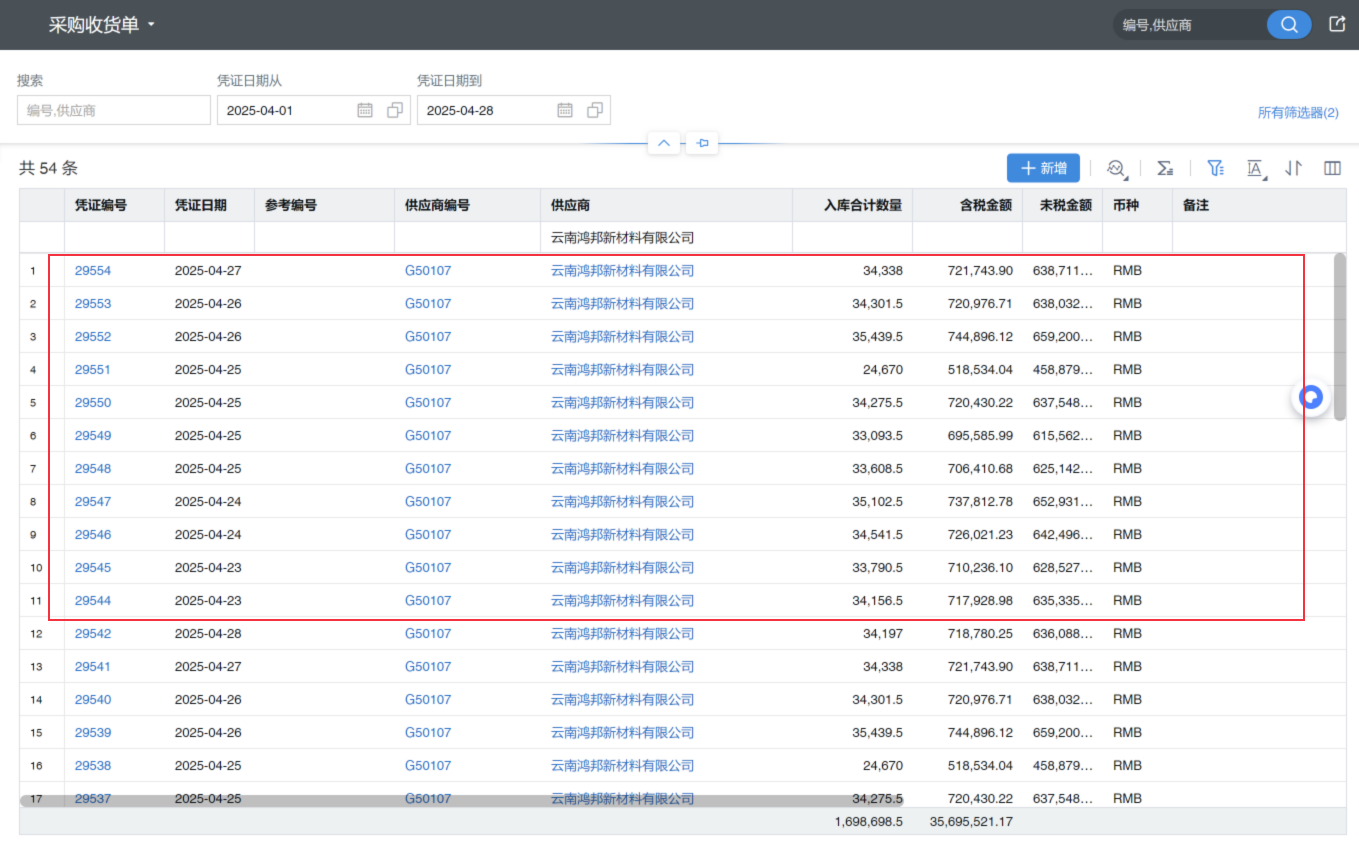 采购收货单
编号,供应商
搜索 凭证日期从 凭证日期到
编号,供应商 2025-04-01 2025-04-28
所有筛选器(2)
共 54 条 新增
凭证编号 凭证日期 参考编号 供应商编号 供应商 入库合计数量 含税金额 未税金额 币种 备注
云南鸿邦新材料有限公司
1 29554 2025-04-27 G50107 云南鸿邦新材料有限公司 34,338 721,743.90 638,711... RMB
2 29553 2025-04-26 G50107 云南鸿邦新材料有限公司 34,301.5 720,976.71 638,032... RMB
3 29552 2025-04-26 G50107 云南鸿邦新材料有限公司 35,439.5 744,896.12 659,200... RMB
4 29551 2025-04-25 G50107 云南鸿邦新材料有限公司 24,670 518,534.04 458,879... RMB
5 29550 2025-04-25 G50107 云南鸿邦新材料有限公司 34,275.5 720,430.22 637,548... RMB
6 29549 2025-04-25 G50107 云南鸿邦新材料有限公司 33,093.5 695,585.99 615,562... RMB
7 29548 2025-04-25 G50107 云南鸿邦新材料有限公司 33,608.5 706,410.68 625,142... RMB
8 29547 2025-04-24 G50107 云南鸿邦新材料有限公司 35,102.5 737,812.78 652,931... RMB
9 29546 2025-04-24 G50107 云南鸿邦新材料有限公司 34,541.5 726,021.23 642,496... RMB
10 29545 2025-04-23 G50107 云南鸿邦新材料有限公司 33,790.5 710,236.10 628,527... RMB
11 29544 2025-04-23 G50107 云南鸿邦新材料有限公司 34,156.5 717,928.98 635,335... RMB
12 29542 2025-04-28 G50107 云南鸿邦新材料有限公司 34,197 718,780.25 636,088... RMB
13 29541 2025-04-27 G50107 云南鸿邦新材料有限公司 34,338 721,743.90 638,711... RMB
14 29540 2025-04-26 G50107 云南鸿邦新材料有限公司 34,301.5 720,976.71 638,032... RMB
15 29539 2025-04-26 G50107 云南鸿邦新材料有限公司 35,439.5 744,896.12 659,200... RMB
16 29538 2025-04-25 G50107 云南鸿邦新材料有限公司 24,670 518,534.04 458,879... RMB
17 29537 2025-04-25 G50107 云南鸿邦新材料有限公司 34,275.5 720,430.22 637,548... RMB
1,698,698.5 35,695,521.17